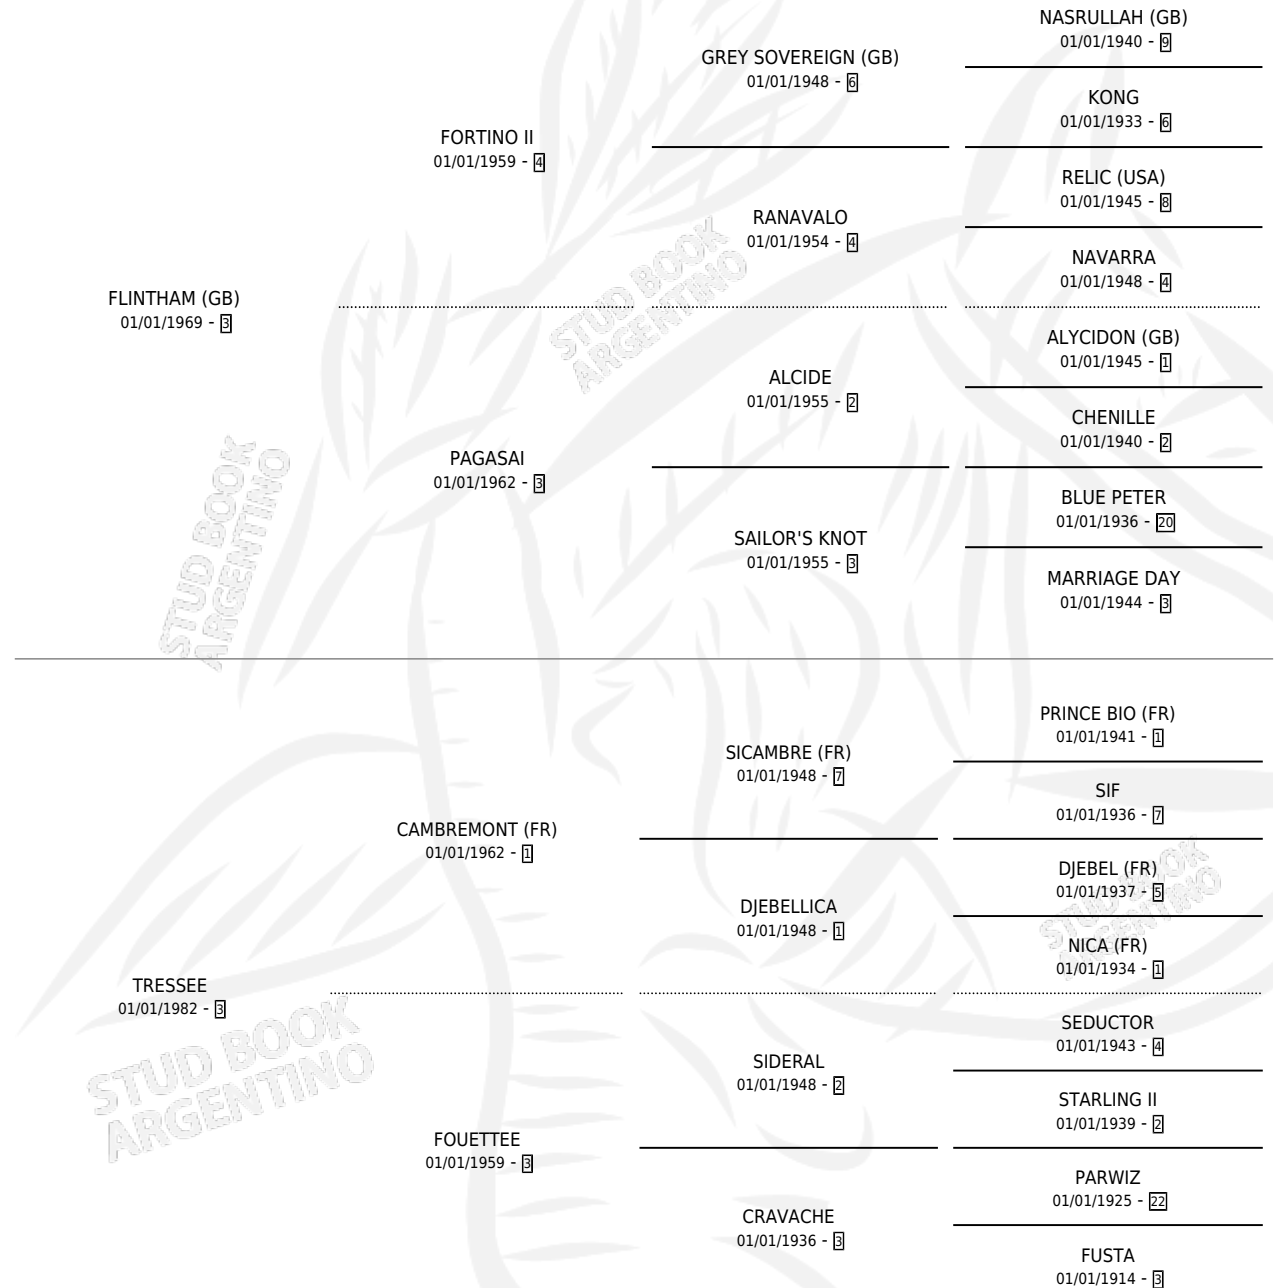 NASRULLAH (GB)
01/01/1940 - 9
GREY SOVEREIGN (GB)
01/01/1948 - 6
KONG
01/01/1933 - 6
FORTINO II
01/01/1959 - 4
RELIC (USA)
01/01/1945 - 8
RANAVALO
01/01/1954 - 4
NAVARRA
01/01/1948 - 4
FLINTHAM (GB)
01/01/1969 - 3
ALYCIDON (GB)
01/01/1945 - 1
ALCIDE
01/01/1955 - 2
CHENILLE
01/01/1940 - 2
PAGASAI
01/01/1962 - 3
BLUE PETER
01/01/1936 - 20
SAILOR'S KNOT
01/01/1955 - 3
MARRIAGE DAY
01/01/1944 - 3
STUD BOOK
ARGENTINO
STUD BOOK
ARGENTINO
PRINCE BIO (FR)
01/01/1941 - 1
SICAMBRE (FR)
01/01/1948 - 7
SIF
01/01/1936 - 7
CAMBREMONT (FR)
01/01/1962 - 1
DJEBEL (FR)
01/01/1937 - 5
DJEBELLICA
01/01/1948 - 1
NICA (FR)
01/01/1934 - 1
TRESSEE
01/01/1982 - 3
SEDUCTOR
01/01/1943 - 4
SIDERAL
01/01/1948 - 2
STARLING II
01/01/1939 - 2
FOUETTEE
01/01/1959 - 3
PARWIZ
01/01/1925 - 22
CRAVACHE
01/01/1936 - 3
FUSTA
01/01/1914 - 3
STUD BOOK
ARGENTINO
STUD BOOK
ARGENTINO